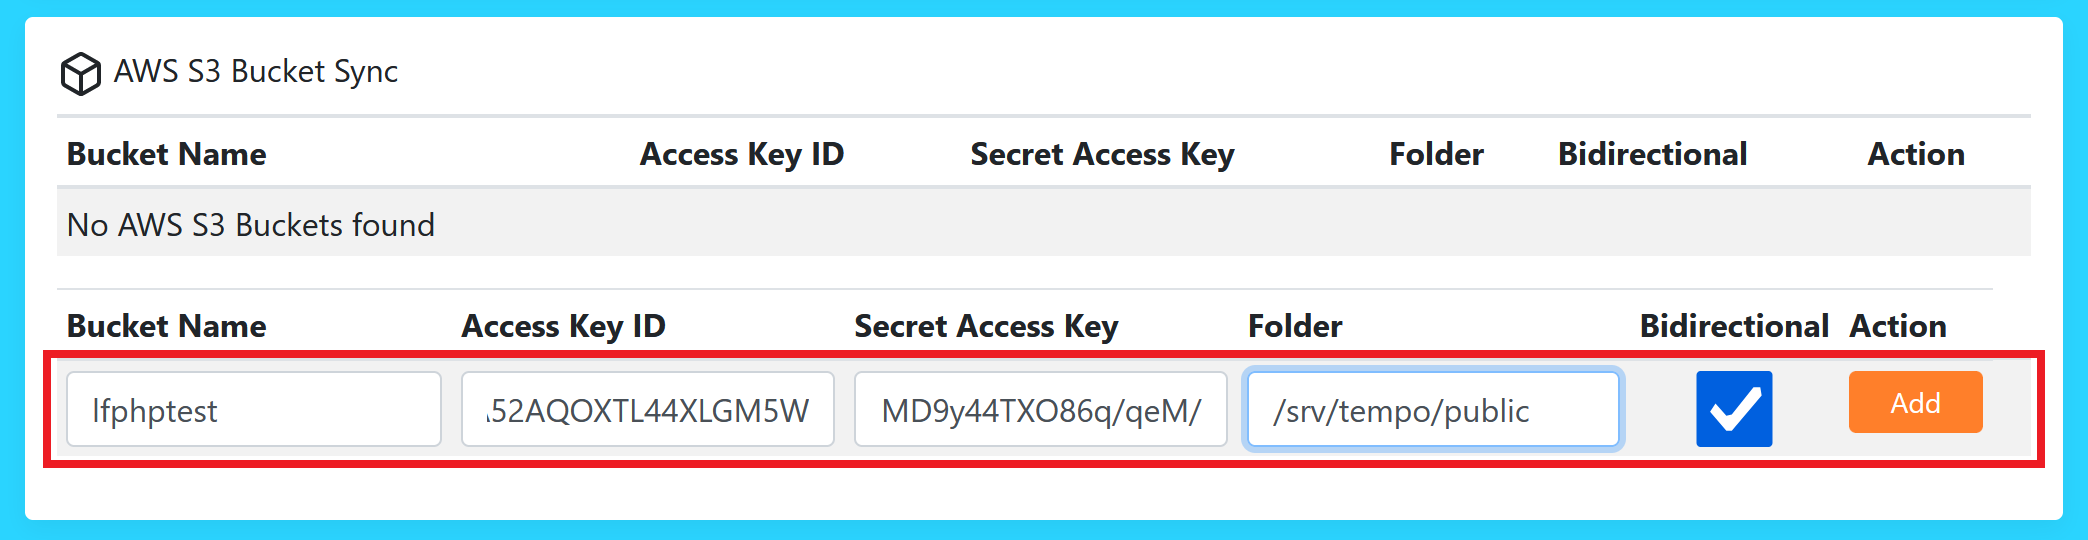 AWS S3 Bucket Sync
Bucket Name Access Key ID Secret Access Key Folder Bidirectional Action
No AWS S3 Buckets found
Bucket Name Access Key ID Secret Access Key Folder Bidirectional Action
lfphptest 52AQOXTL44XLGM5W MD9y44TXO86q/qeM/ /srv/tempo/public Add